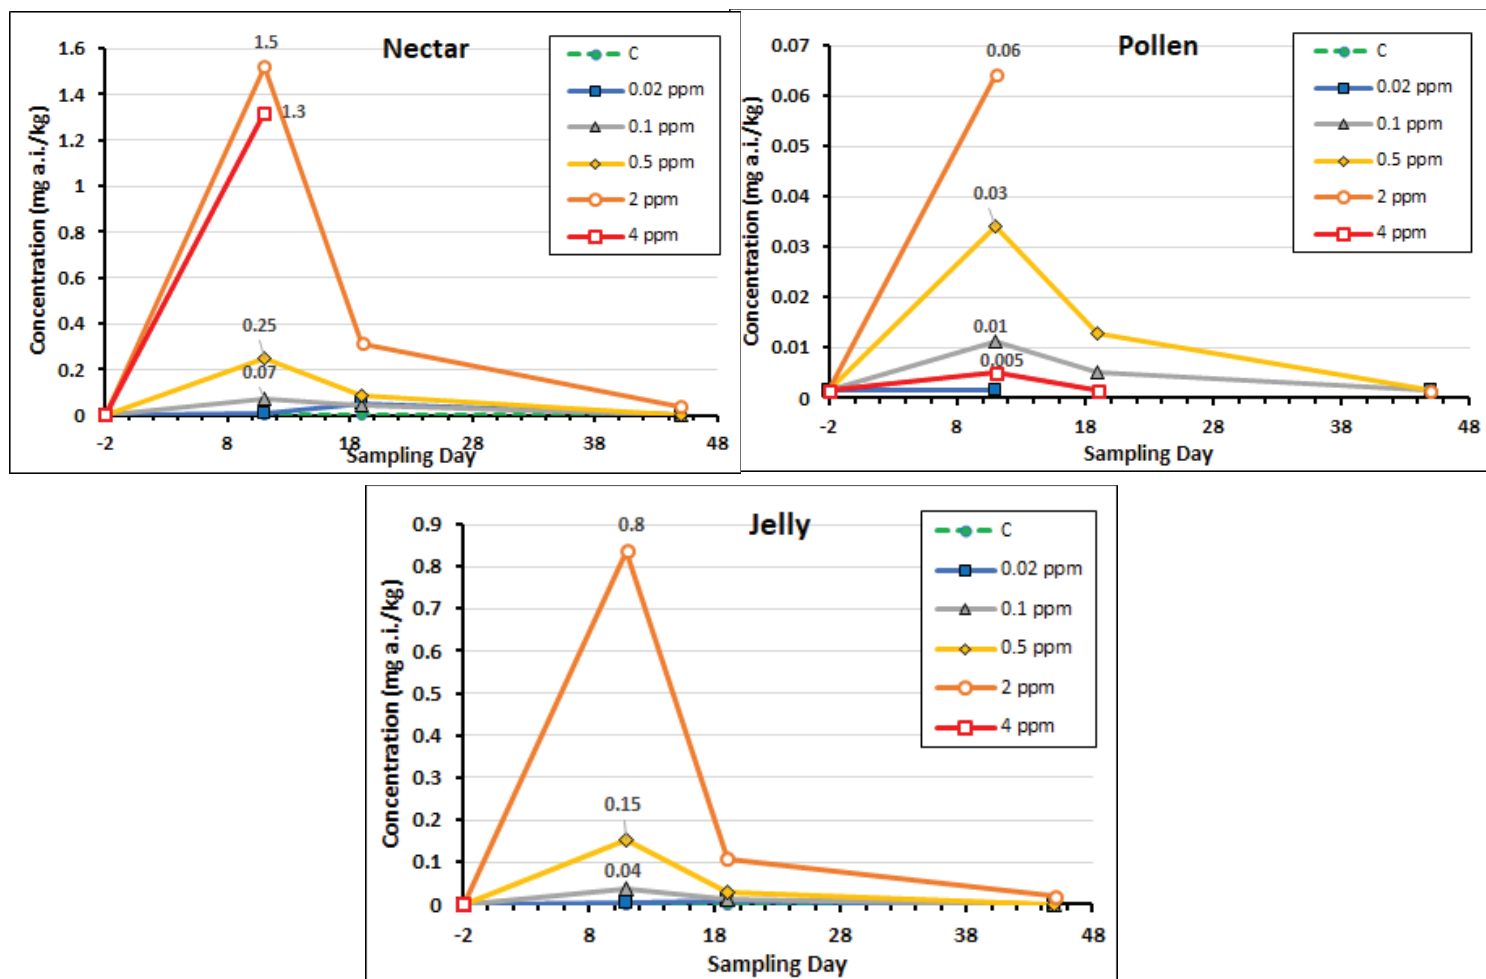 Nectar
Concentration (mg a.i./kg)
1.6
1.4
1.2
1
0.8
0.6
0.4
0.2
0
-2
8
18
28
38
48
Sampling Day
1.5
1.3
0.25
0.07
C
0.02 ppm
0.1 ppm
0.5 ppm
2 ppm
4 ppm
Pollen
Concentration (mg a.i./kg)
0.07
0.06
0.05
0.04
0.03
0.02
0.01
0
-2
8
18
28
38
48
Sampling Day
0.06
0.03
0.01
0.005
C
0.02 ppm
0.1 ppm
0.5 ppm
2 ppm
4 ppm
Jelly
Concentration (mg a.i./kg)
0.9
0.8
0.7
0.6
0.5
0.4
0.3
0.2
0.1
0
-2
8
18
28
38
48
Sampling Day
0.8
0.15
0.04
C
0.02 ppm
0.1 ppm
0.5 ppm
2 ppm
4 ppm